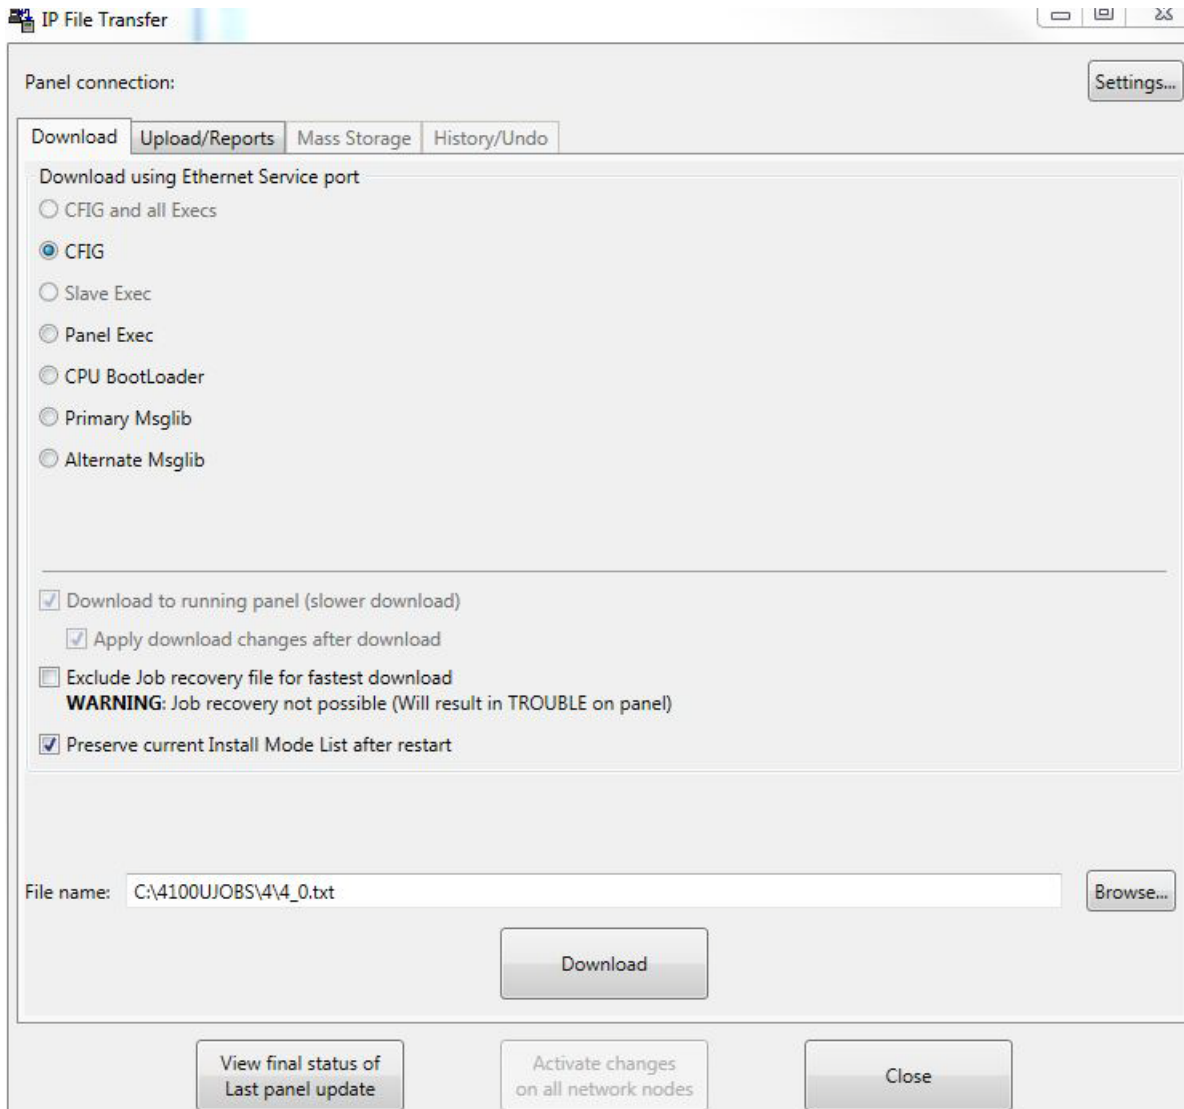 IP File Transfer
Panel connection:
Settings...
Download Upload/Reports Mass Storage History/Undo
Download using Ethernet Service port
CFIG and all Execs
CFIG
Slave Exec
Panel Exec
CPU BootLoader
Primary Msglib
Alternate Msglib
Download to running panel (slower download)
Apply download changes after download
Exclude Job recovery file for fastest download
WARNING: Job recovery not possible (Will result in TROUBLE on panel)
Preserve current Install Mode List after restart
File name: C:\4100UJOBS\4\4_0.txt Browse...
Download
View final status of
Last panel update
Activate changes
on all network nodes
Close